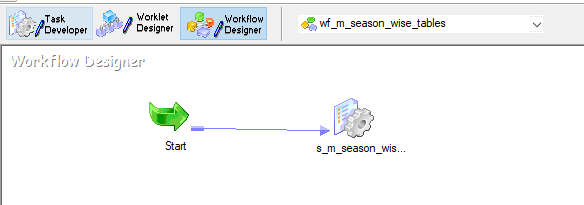 Task
Developer
Worklet
Designer
Workflow
Designer
wf_m_season_wise_tables
Workflow Designer
Start
s_m_season_wis...